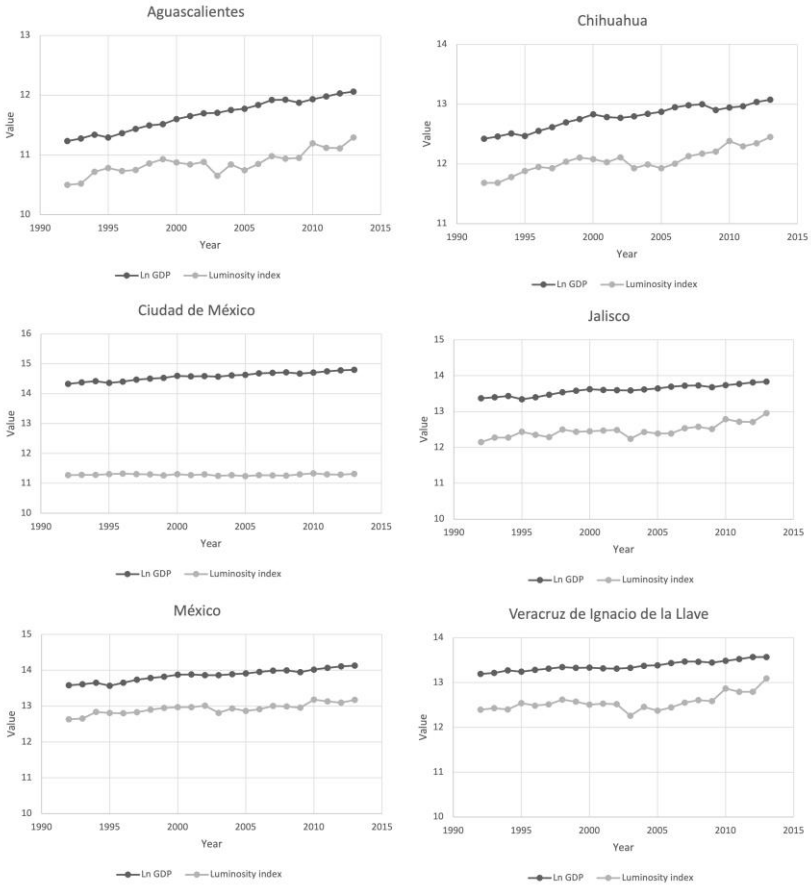 Aguascalientes
13
12
11
10
1990
1995
2000
2005
2010
2015
Value
Year
Ln GDP
Luminosity index
Chihuahua
14
13
12
11
1990
1995
2000
2005
2010
2015
Value
Year
Ln GDP
Luminosity index
Ciudad de México
16
15
14
13
12
11
10
1990
1995
2000
2005
2010
2015
Value
Year
Ln GDP
Luminosity index
Jalisco
15
14
13
12
11
10
1990
1995
2000
2005
2010
2015
Value
Year
Ln GDP
Luminosity index
México
15
14
13
12
11
10
1990
1995
2000
2005
2010
2015
Value
Year
Ln GDP
Luminosity index
Veracruz de Ignacio de la Llave
14
13
12
11
10
1990
1995
2000
2005
2010
2015
Value
Year
Ln GDP
Luminosity index